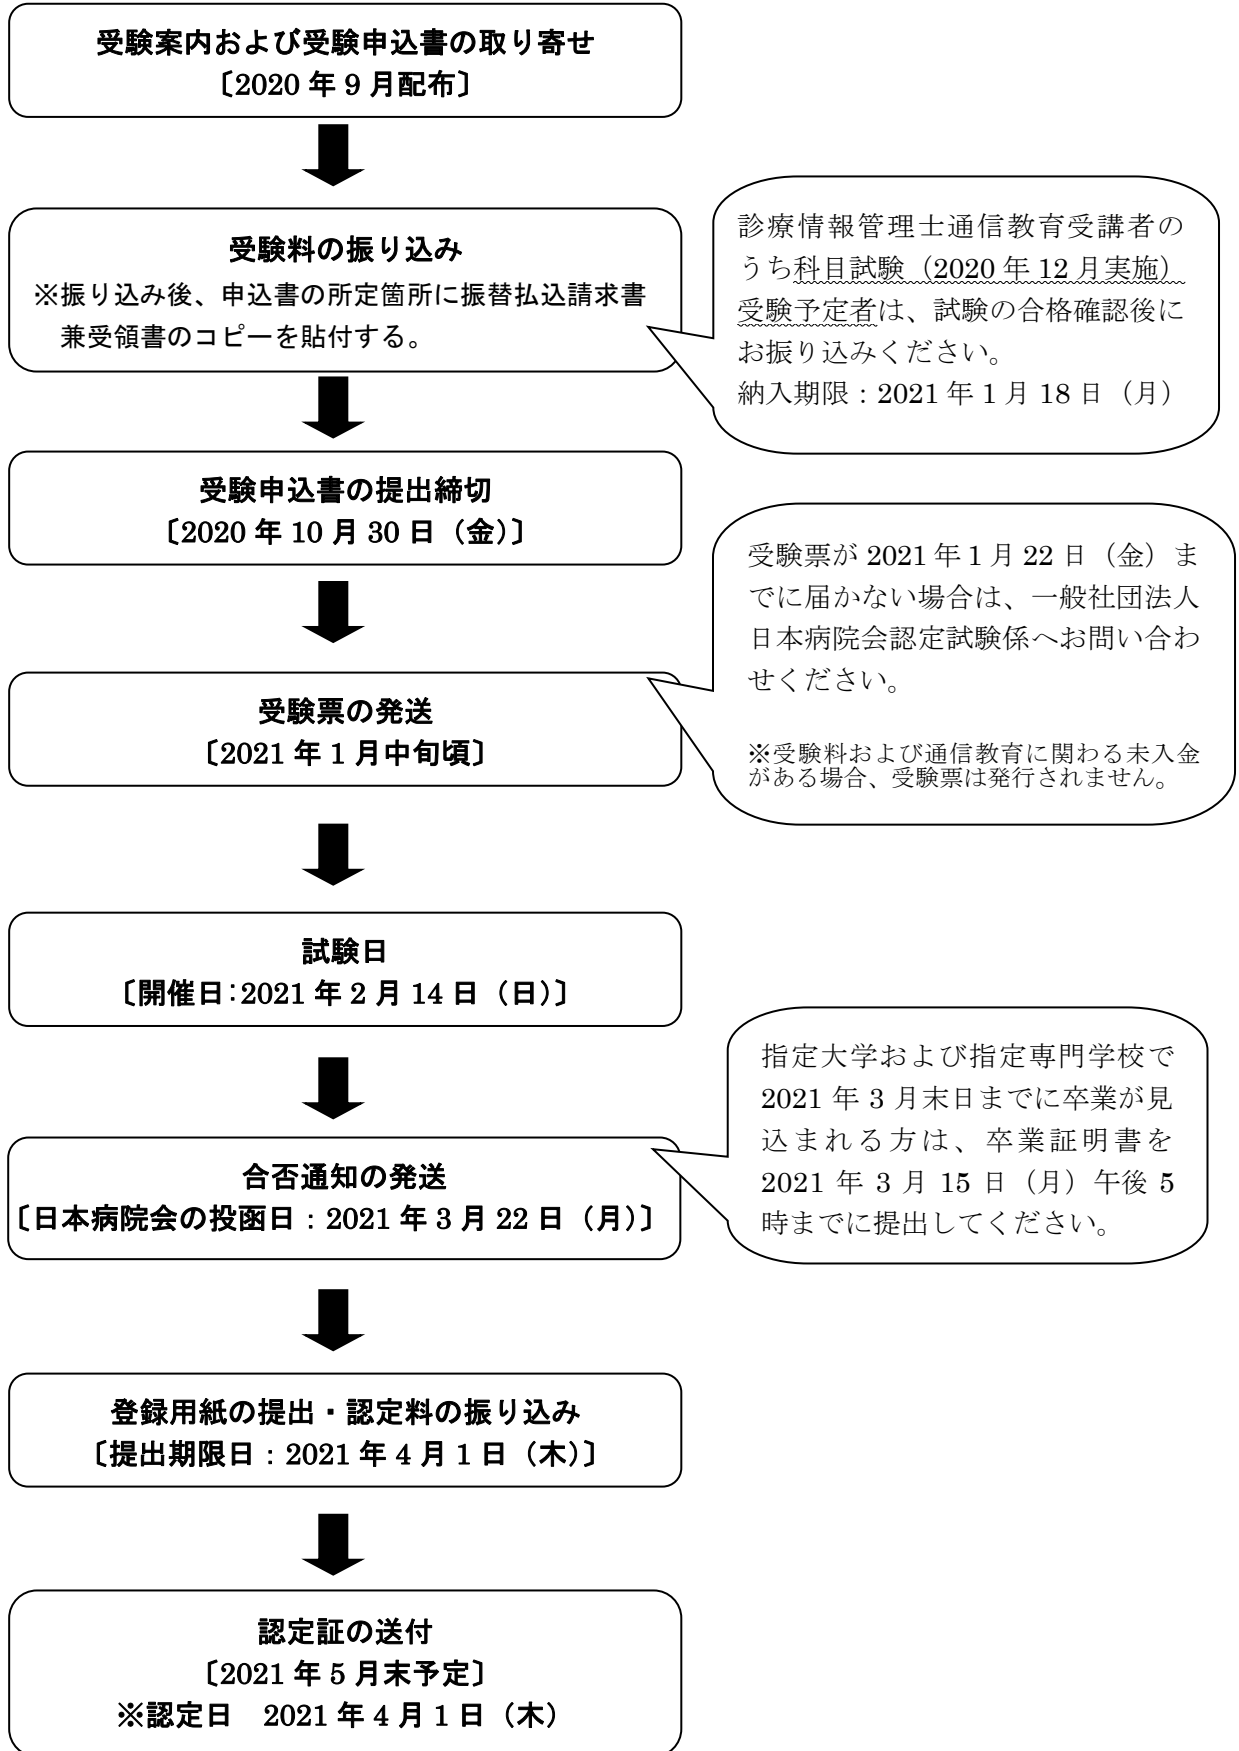 受験案内および受験申込書の取り寄せ
〔2020 年 9 月配布〕
受験料の振り込み
※振り込み後、申込書の所定箇所に振替払込請求書
兼受領書のコピーを貼付する。
診療情報管理士通信教育受講者の
うち科目試験（2020 年 12 月実施）
受験予定者は、試験の合格確認後に
お振り込みください。
納入期限：2021 年 1 月 18 日（月）
受験申込書の提出締切
〔2020 年 10 月 30 日（金）〕
受験票の発送
〔2021 年 1 月中旬頃〕
受験票が 2021 年 1 月 22 日（金）ま
でに届かない場合は、一般社団法人
日本病院会認定試験係へお問い合わ
せください。
※受験料および通信教育に関わる未入金
がある場合、受験票は発行されません。
試験日
〔開催日：2021 年 2 月 14 日（日）〕
合否通知の発送
〔日本病院会の投函日：2021 年 3 月 22 日（月）〕
指定大学および指定専門学校で
2021 年 3 月末日までに卒業が見
込まれる方は、卒業証明書を
2021 年 3 月 15 日（月）午後 5
時までに提出してください。
登録用紙の提出・認定料の振り込み
〔提出期限日：2021 年 4 月 1 日（木）〕
認定証の送付
〔2021 年 5 月末予定〕
※認定日　2021 年 4 月 1 日（木）